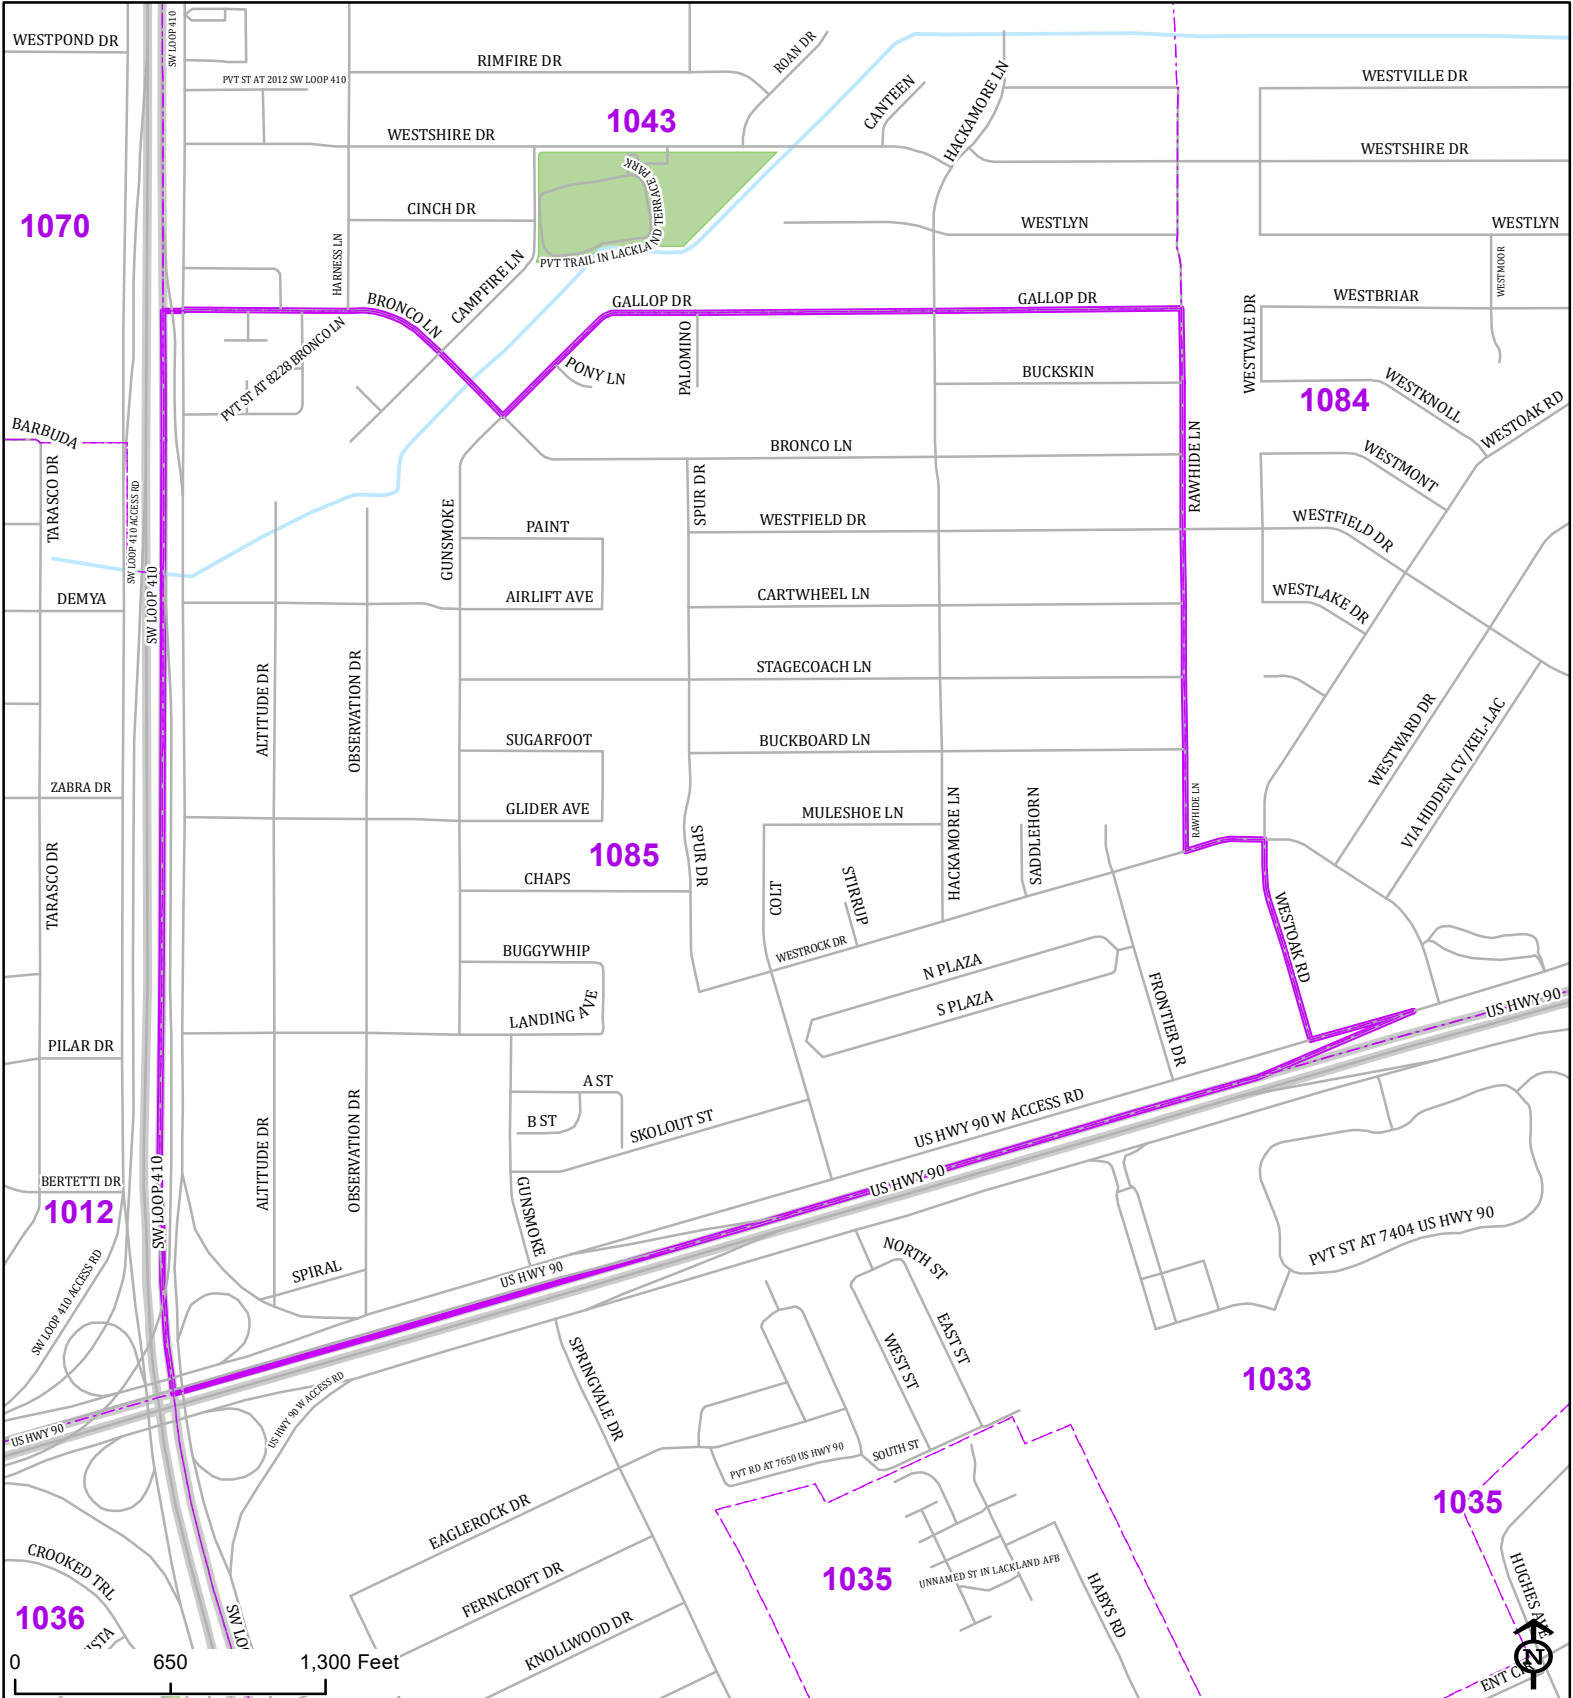 WESTPOND DR
SW LOOP 410
RIMFIRE DR
ROAN DR
PVT ST AT 2012 SW LOOP 410
CANTEEN
HACKAMORE LN
WESTVILLE DR
1043
WESTSHIRE DR
WESTSHIRE DR
PVT TRAIL IN LACKLAND TERRACE PARK
CINCH DR
1070
WESTLYN
WESTLYN
HARNESS LN
CAMPFIRE LN
WESTMOOR
BRONCO LN
GALLOP DR
GALLOP DR
WESTBRIAR
WESTVALE DR
PALOMINO
PVT ST AT 8228 BRONCO LN
PONY LN
BUCKSKIN
1084
WESTKNOLL
WESTOAK RD
BARBUDA
BRONCO LN
RAWHIDE LN
WESTMONT
TARASCO DR
SW LOOP 410 ACCESS RD
GUNSMOKE
SPUR DR
PAINT
WESTFIELD DR
WESTFIELD DR
DEMYA
SW LOOP 410
AIRLIFT AVE
CARTWHEEL LN
WESTLAKE DR
ALTITUDE DR
OBSERVATION DR
STAGECOACH LN
SUGARFOOT
BUCKBOARD LN
WESTWARD DR
VIA HIDDEN CV/KEL-LAC
ZABRA DR
GLIDER AVE
MULESHOE LN
HACKAMORE LN
SADDLEHORN
RAWHIDE LN
1085
SPUR DR
TARASCO DR
CHAPS
COLT
STIRRUP
WESTOAK RD
BUGGYWHIP
WESTROCK DR
N PLAZA
S PLAZA
FRONTIER DR
US HWY 90
LANDING AVE
PILAR DR
A ST
B ST
SKOLOUT ST
US HWY 90 W ACCESS RD
ALTITUDE DR
OBSERVATION DR
BERTETTI DR
1012
SW LOOP 410
US HWY 90
GUNSMOKE
PVT ST AT 7404 US HWY 90
NORTH ST
SW LOOP 410 ACCESS RD
SPIRAL
US HWY 90
EAST ST
WEST ST
SPRINGVALE DR
1033
US HWY 90 W ACCESS RD
US HWY 90
PVT RD AT 7650 US HWY 90
SOUTH ST
EAGLEROCK DR
1035
CROOKED TRL
FERNCROFT DR
1035
UNNAMED ST IN LACKLAND AFB
HABYS RD
HUGHES AVE
1036
SW LO
ISTA
KNOLLWOOD DR
0 650 1,300 Feet
N